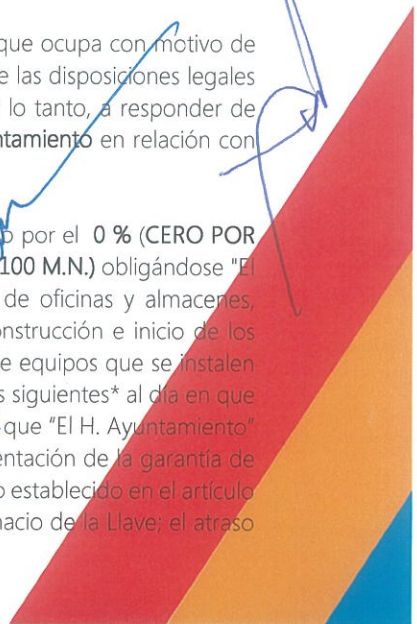 que ocupa con motivo de
e las disposiciones legales
lo tanto, a responder de
ntamiento en relación con
o por el 0 % (CERO POR
100 M.N.) obligándose "El
de oficinas y almacenes,
onstrucción e inicio de los
e equipos que se instalen
s siguientes* al día en que
que "El H. Ayuntamiento"
entación de la garantía de
o establecido en el artículo
nacio de la Llave; el atraso